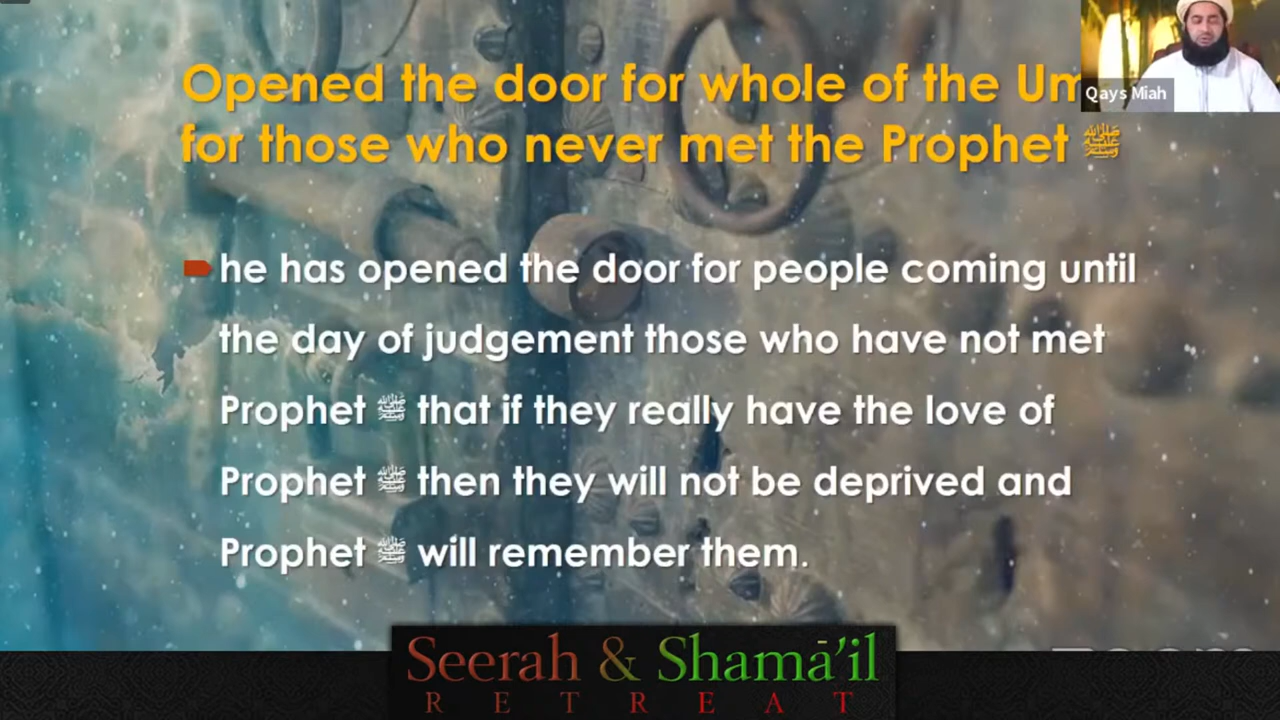 Opened the door for whole of the Um
Qays Miah
for those who never met the Prophet ﷺ
he has opened the door for people coming until
the day of judgement those who have not met
Prophet ﷺ that if they really have the love of
Prophet ﷺ then they will not be deprived and
Prophet ﷺ will remember them.
Seerah & Shamā'il
RETREAT